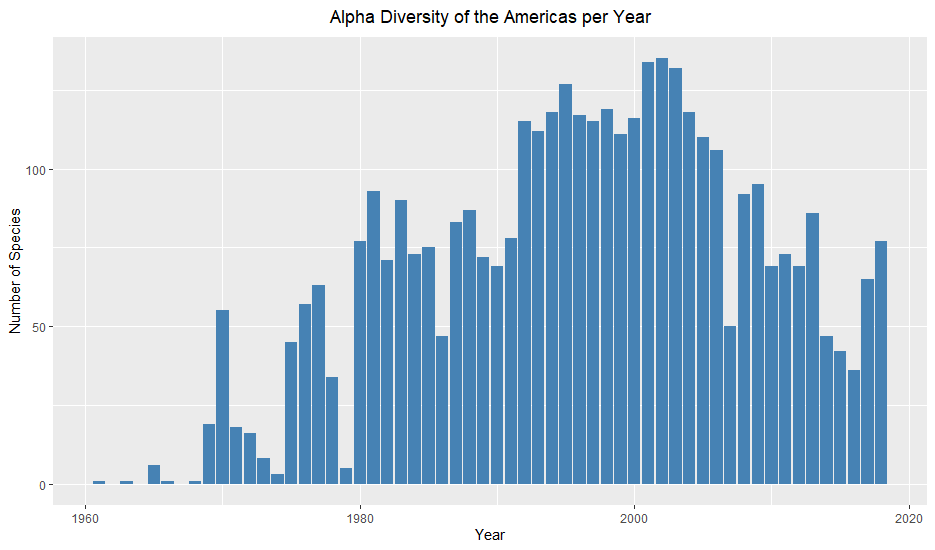 Alpha Diversity of the Americas per Year
Number of Species
100
50
0
1960
1980
2000
2020
Year